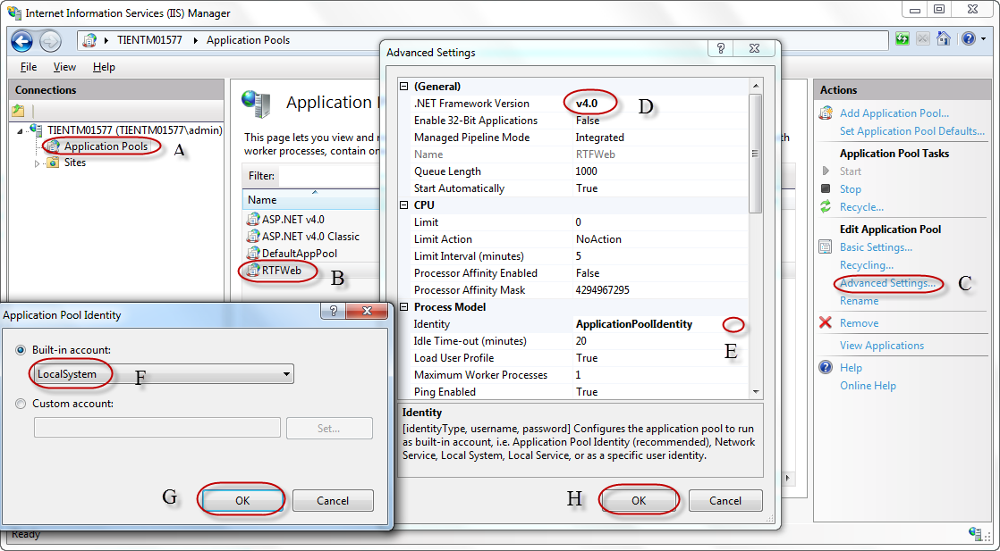 Internet Information Services (IIS) Manager
TIENTM01577 Application Pools
File View Help
Connections
TIENTM01577 (TIENTM01577\admin)
Application Pools
A
Sites
Application Poo
This page lets you view and
worker processes, contain on
Filter:
Name
ASP.NET v4.0
ASP.NET v4.0 Classic
DefaultAppPool
RTFWeb
B
th
Advanced Settings
?
(General)
.NET Framework Version v4.0
D
Enable 32-Bit Applications False
Managed Pipeline Mode Integrated
Name RTFWeb
Queue Length 1000
Start Automatically True
CPU
Limit 0
Limit Action NoAction
Limit Interval (minutes) 5
Processor Affinity Enabled False
Processor Affinity Mask 4294967295
Process Model
Identity ApplicationPoolIdentity
E
Idle Time-out (minutes) 20
Load User Profile True
Maximum Worker Processes 1
Ping Enabled True
Identity
[identityType, username, password] Configures the application pool to run
as built-in account, i.e. Application Pool Identity (recommended), Network
Service, Local System, Local Service, or as a specific user identity.
H OK Cancel
Actions
Add Application Pool...
Set Application Pool Defaults...
Application Pool Tasks
Start
Stop
Recycle...
Edit Application Pool
Basic Settings...
Recycling...
Advanced Settings...
C
Rename
Remove
View Applications
Help
Online Help
Application Pool Identity
?
Built-in account:
LocalSystem
F
Custom account:
Set...
G OK Cancel
Ready